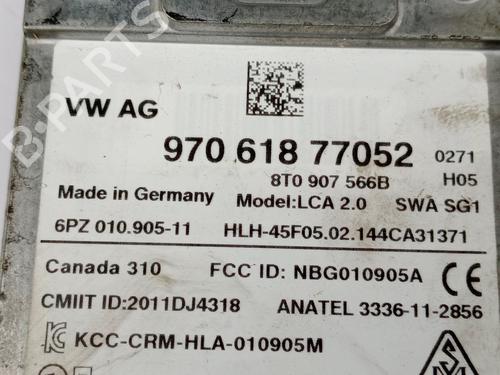 B-PARTS
VW AG
970 618 77052 0271
8T0 907 566B H05
Made in Germany Model:LCA 2.0 SWA SG1
6PZ 010.905-11 HLH-45F05.02.144CA31371
Canada 310 FCC ID: NBG010905A CE
CMIIT ID:2011DJ4318 ANATEL 3336-11-2856
KCC-CRM-HLA-010905M